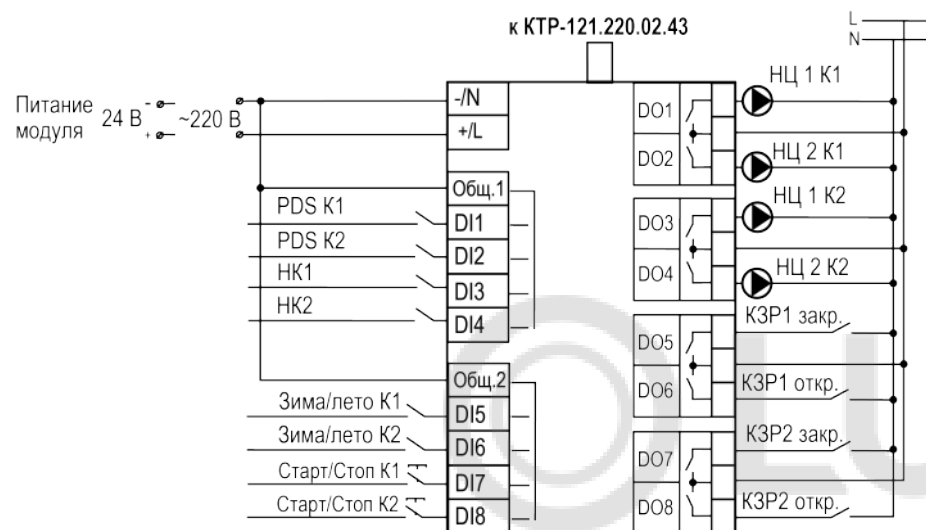 к КТР-121.220.02.43
L
N
Питание
модуля
24 В
-
+
~220 В
-/N
+/L
Общ.1
PDS К1
DI1
PDS К2
DI2
НК1
DI3
НК2
DI4
Общ.2
Зима/лето К1
DI5
Зима/лето К2
DI6
Старт/Стоп К1
DI7
Старт/Стоп К2
DI8
DO1
НЦ 1 К1
DO2
НЦ 2 К1
DO3
НЦ 1 К2
DO4
НЦ 2 К2
DO5
КЗР1 закр.
DO6
КЗР1 откр.
DO7
КЗР2 закр.
DO8
КЗР2 откр.